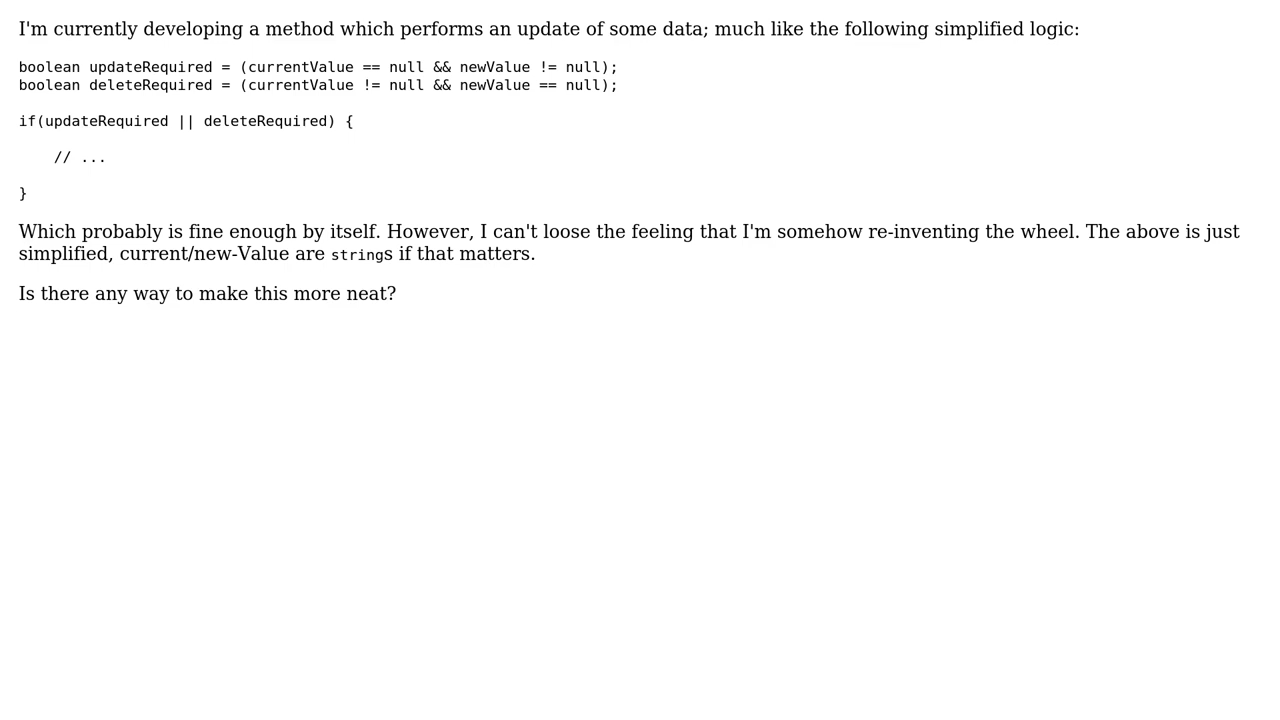 I'm currently developing a method which performs an update of some data; much like the following simplified logic:
boolean updateRequired = (currentValue == null && newValue != null);
boolean deleteRequired = (currentValue != null && newValue == null);
if(updateRequired || deleteRequired) {
// ...
}
Which probably is fine enough by itself. However, I can't loose the feeling that I'm somehow re-inventing the wheel. The above is just
simplified, current/new-Value are strings if that matters.
Is there any way to make this more neat?